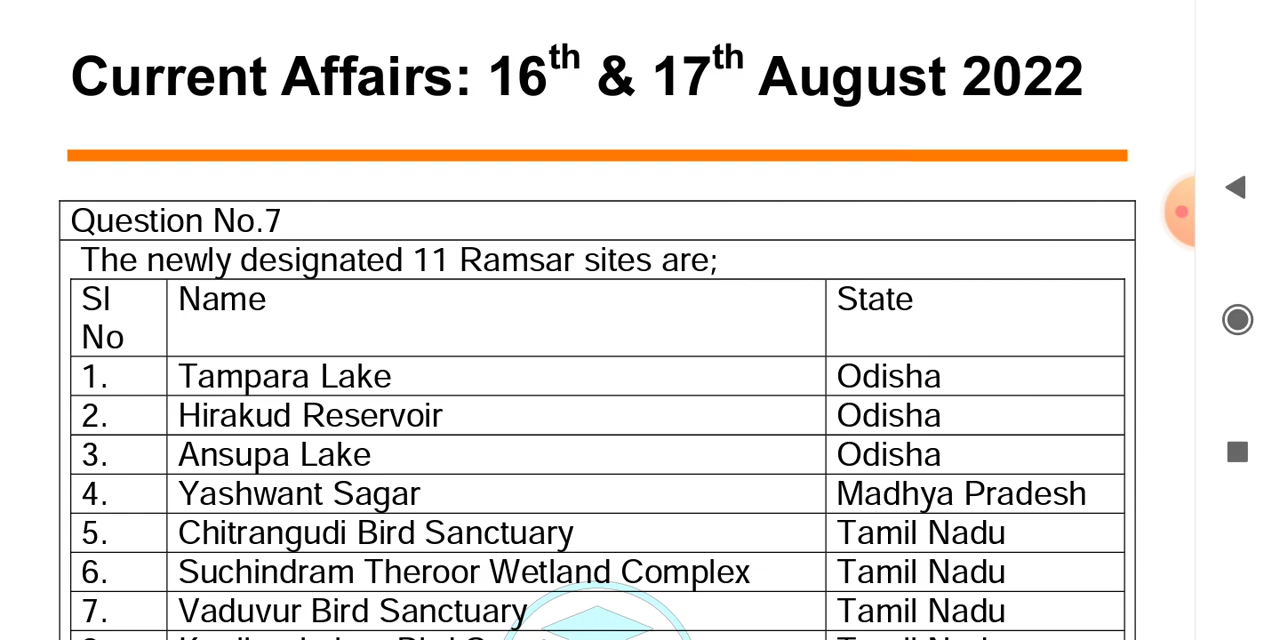 Current Affairs: 16th & 17th August 2022
Question No.7
The newly designated 11 Ramsar sites are;
Sl No Name State
1. Tampara Lake Odisha
2. Hirakud Reservoir Odisha
3. Ansupa Lake Odisha
4. Yashwant Sagar Madhya Pradesh
5. Chitrangudi Bird Sanctuary Tamil Nadu
6. Suchindram Theroor Wetland Complex Tamil Nadu
7. Vaduvur Bird Sanctuary Tamil Nadu